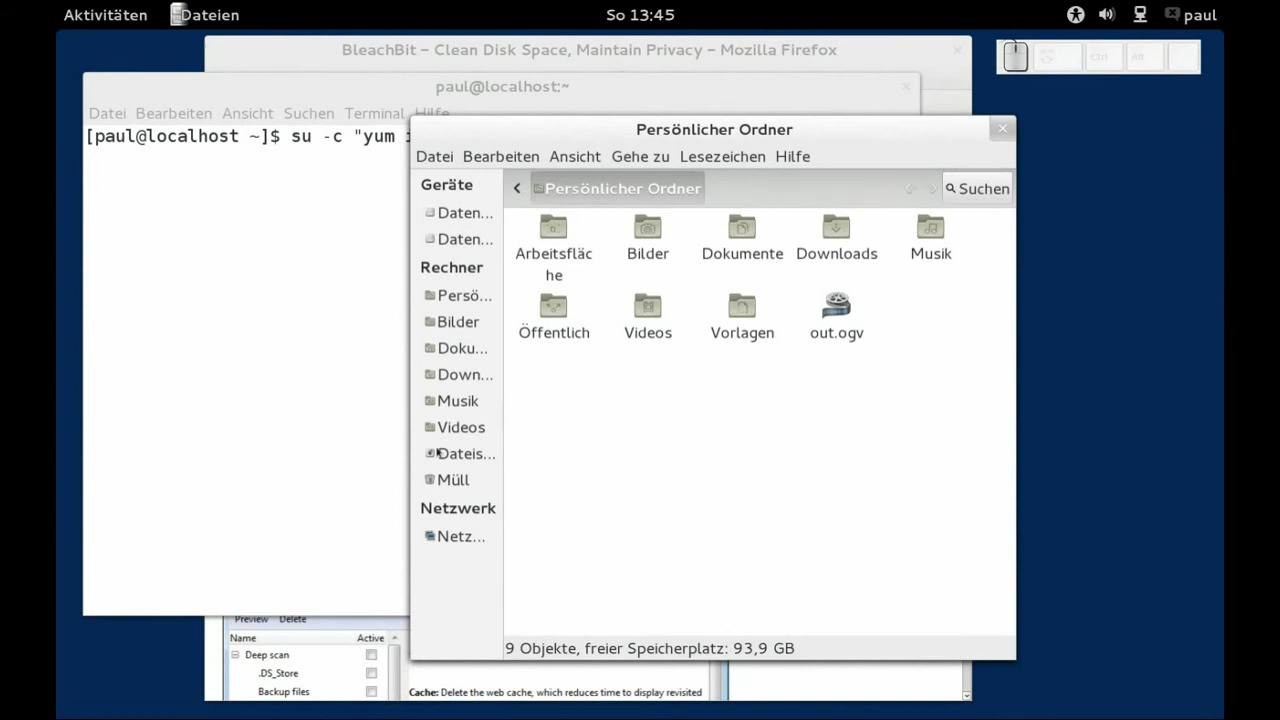 Aktivitäten
Dateien
So 13:45
paul
BleachBit – Clean Disk Space, Maintain Privacy – Mozilla Firefox
Ctrl
Alt
paul@localhost:~
Datei Bearbeiten Ansicht Suchen Terminal Hilfe
[paul@localhost ~]$ su -c "yum
Persönlicher Ordner
Datei Bearbeiten Ansicht Gehe zu Lesezeichen Hilfe
Persönlicher Ordner
Suchen
Geräte
Daten...
Daten...
Rechner
Persö...
Bilder
Doku...
Down...
Musik
Videos
Dateis...
Müll
Netzwerk
Netz...
Arbeitsfläc
he
Bilder
Dokumente
Downloads
Musik
Öffentlich
Videos
Vorlagen
out.ogv
9 Objekte, freier Speicherplatz: 93,9 GB
Preview Delete
Name Active
Deep scan
.DS_Store
Backup files
Cache: Delete the web cache, which reduces time to display revisited